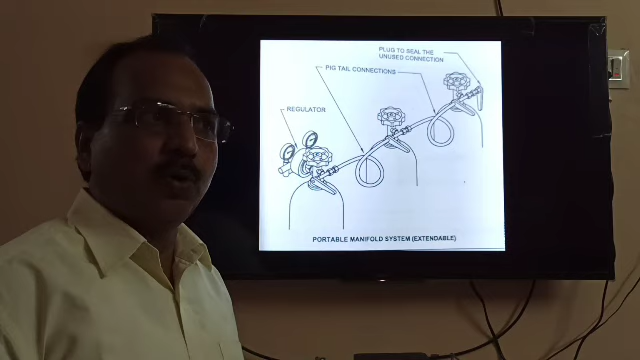 PLUG TO SEAL THE
UNUSED CONNECTION
PIG TAIL CONNECTIONS
REGULATOR
PORTABLE MANIFOLD SYSTEM (EXTENDABLE)